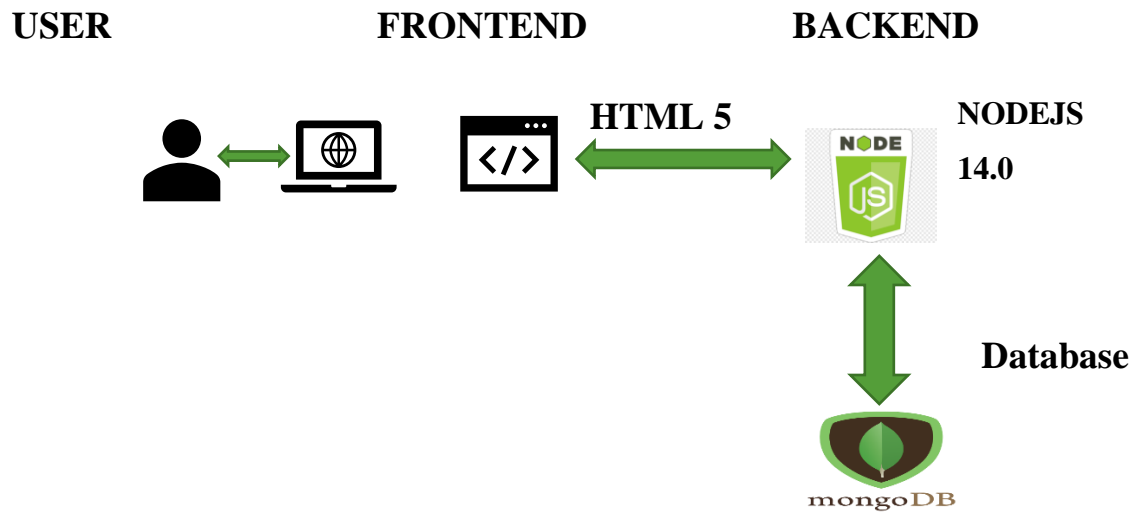 USER
FRONTEND
BACKEND
HTML 5
NODEJS
14.0
NODE
JS
Database
mongoDB